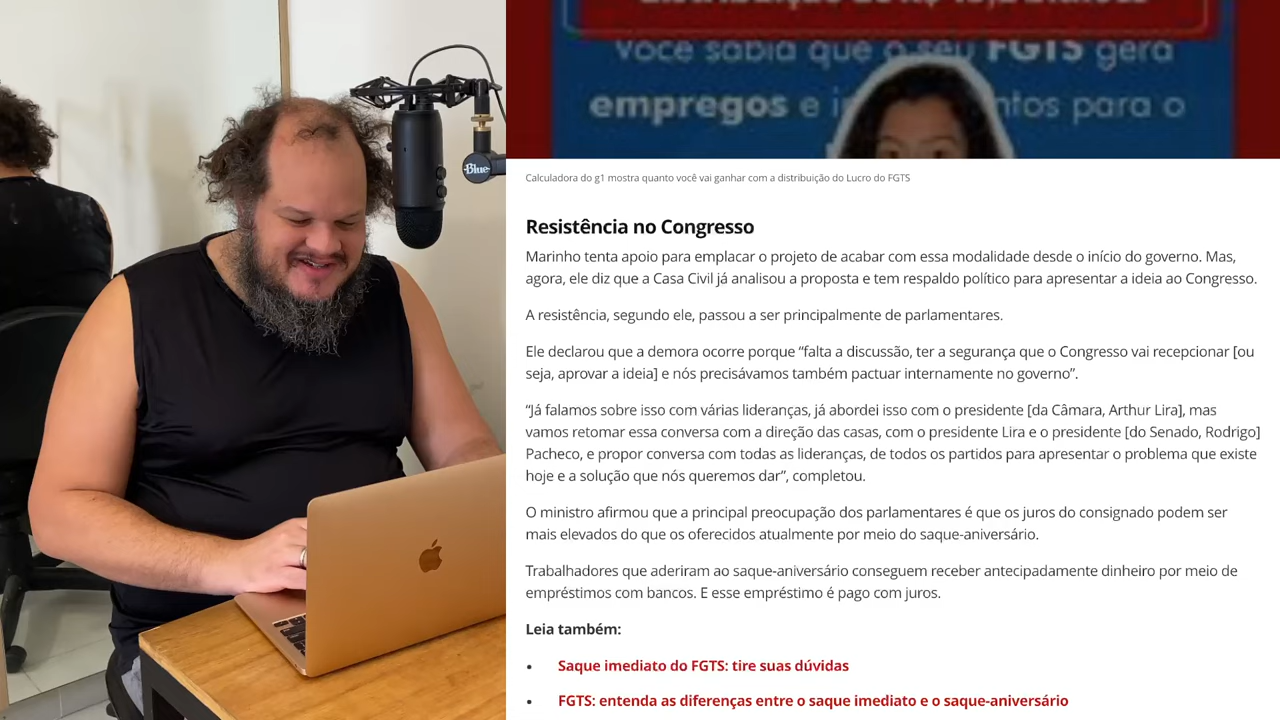 Você sabia que o seu FGTS gera
empregos e
ntos para o
Blue
Calculadora do g1 mostra quanto você vai ganhar com a distribuição do Lucro do FGTS
Resistência no Congresso
Marinho tenta apoio para emplacar o projeto de acabar com essa modalidade desde o início do governo. Mas,
agora, ele diz que a Casa Civil já analisou a proposta e tem respaldo político para apresentar a ideia ao Congresso.
A resistência, segundo ele, passou a ser principalmente de parlamentares.
Ele declarou que a demora ocorre porque “falta a discussão, ter a segurança que o Congresso vai recepcionar [ou
seja, aprovar a ideia] e nós precisávamos também pactuar internamente no governo”.
“Já falamos sobre isso com várias lideranças, já abordei isso com o presidente [da Câmara, Arthur Lira], mas
vamos retomar essa conversa com a direção das casas, com o presidente Lira e o presidente [do Senado, Rodrigo]
Pacheco, e propor conversa com todas as lideranças, de todos os partidos para apresentar o problema que existe
hoje e a solução que nós queremos dar”, completou.
O ministro afirmou que a principal preocupação dos parlamentares é que os juros do consignado podem ser
mais elevados do que os oferecidos atualmente por meio do saque-aniversário.
Trabalhadores que aderiram ao saque-aniversário conseguem receber antecipadamente dinheiro por meio de
empréstimos com bancos. E esse empréstimo é pago com juros.
Leia também:
• Saque imediato do FGTS: tire suas dúvidas
• FGTS: entenda as diferenças entre o saque imediato e o saque-aniversário